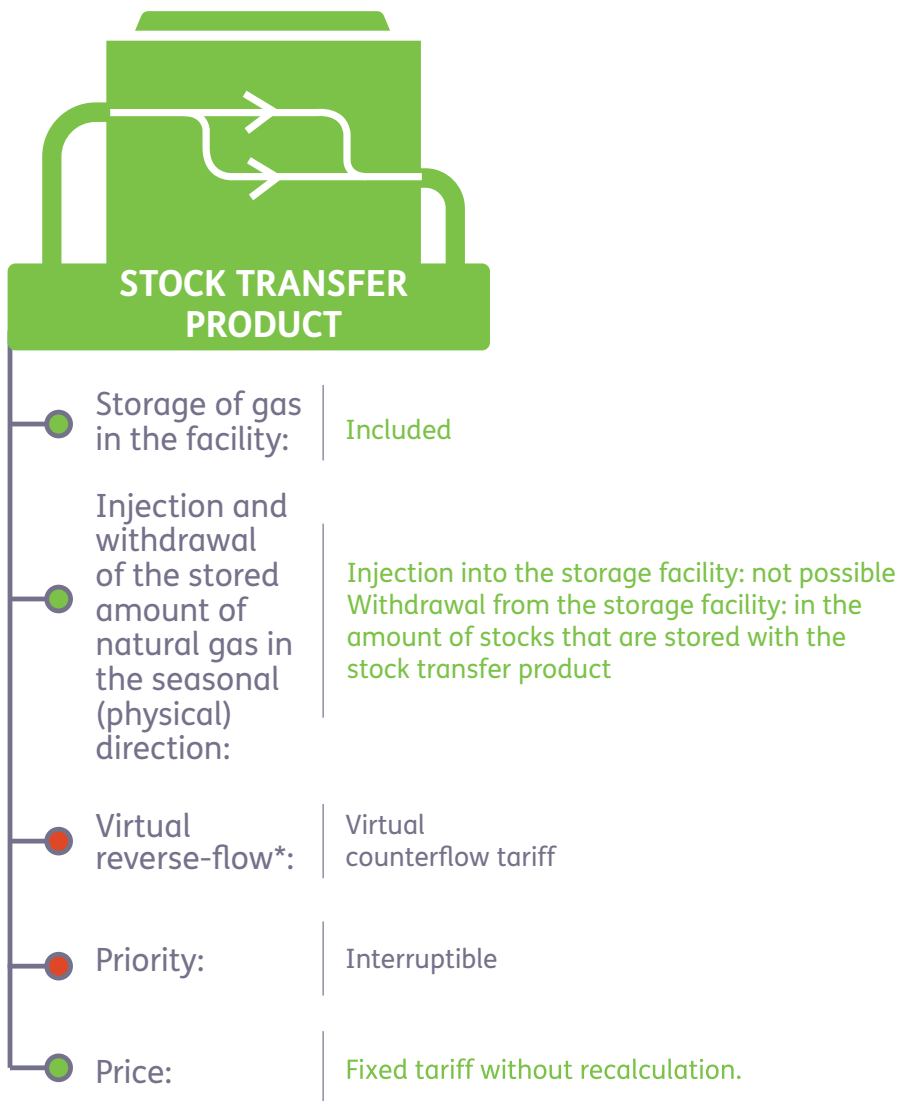 STOCK TRANSFER
PRODUCT
Storage of gas
in the facility:
Included
Injection and
withdrawal
of the stored
amount of
natural gas in
the seasonal
(physical)
direction:
Injection into the storage facility: not possible
Withdrawal from the storage facility: in the
amount of stocks that are stored with the
stock transfer product
Virtual
reverse-flow*:
Virtual
counterflow tariff
Priority:
Interruptible
Price:
Fixed tariff without recalculation.